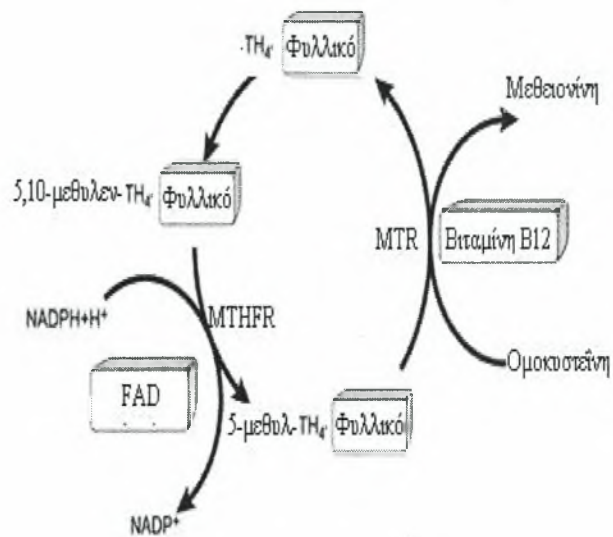 ·TH₄· Φυλλικό
Μεθειονίνη
5,10-μεθυλεν-TH₄· Φυλλικό
MTR
Βιταμίνη B12
NADPH+H⁺
MTHFR
Ομοκυστεΐνη
FAD
5-μεθυλ-TH₄· Φυλλικό
NADP⁺